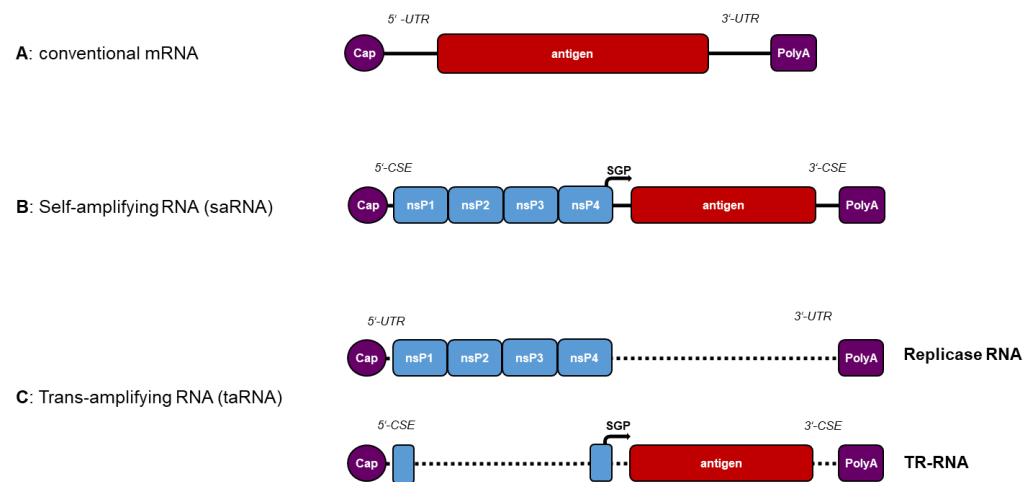 5‘ -UTR 3‘-UTR
A: conventional mRNA Cap antigen PolyA
5‘-CSE SGP 3‘-CSE
B: Self-amplifying RNA (saRNA) Cap nsP1 nsP2 nsP3 nsP4 antigen PolyA
5‘-UTR 3‘-UTR
Cap nsP1 nsP2 nsP3 nsP4 PolyA Replicase RNA
C: Trans-amplifying RNA (taRNA)
5‘-CSE SGP 3‘-CSE
Cap antigen PolyA TR-RNA